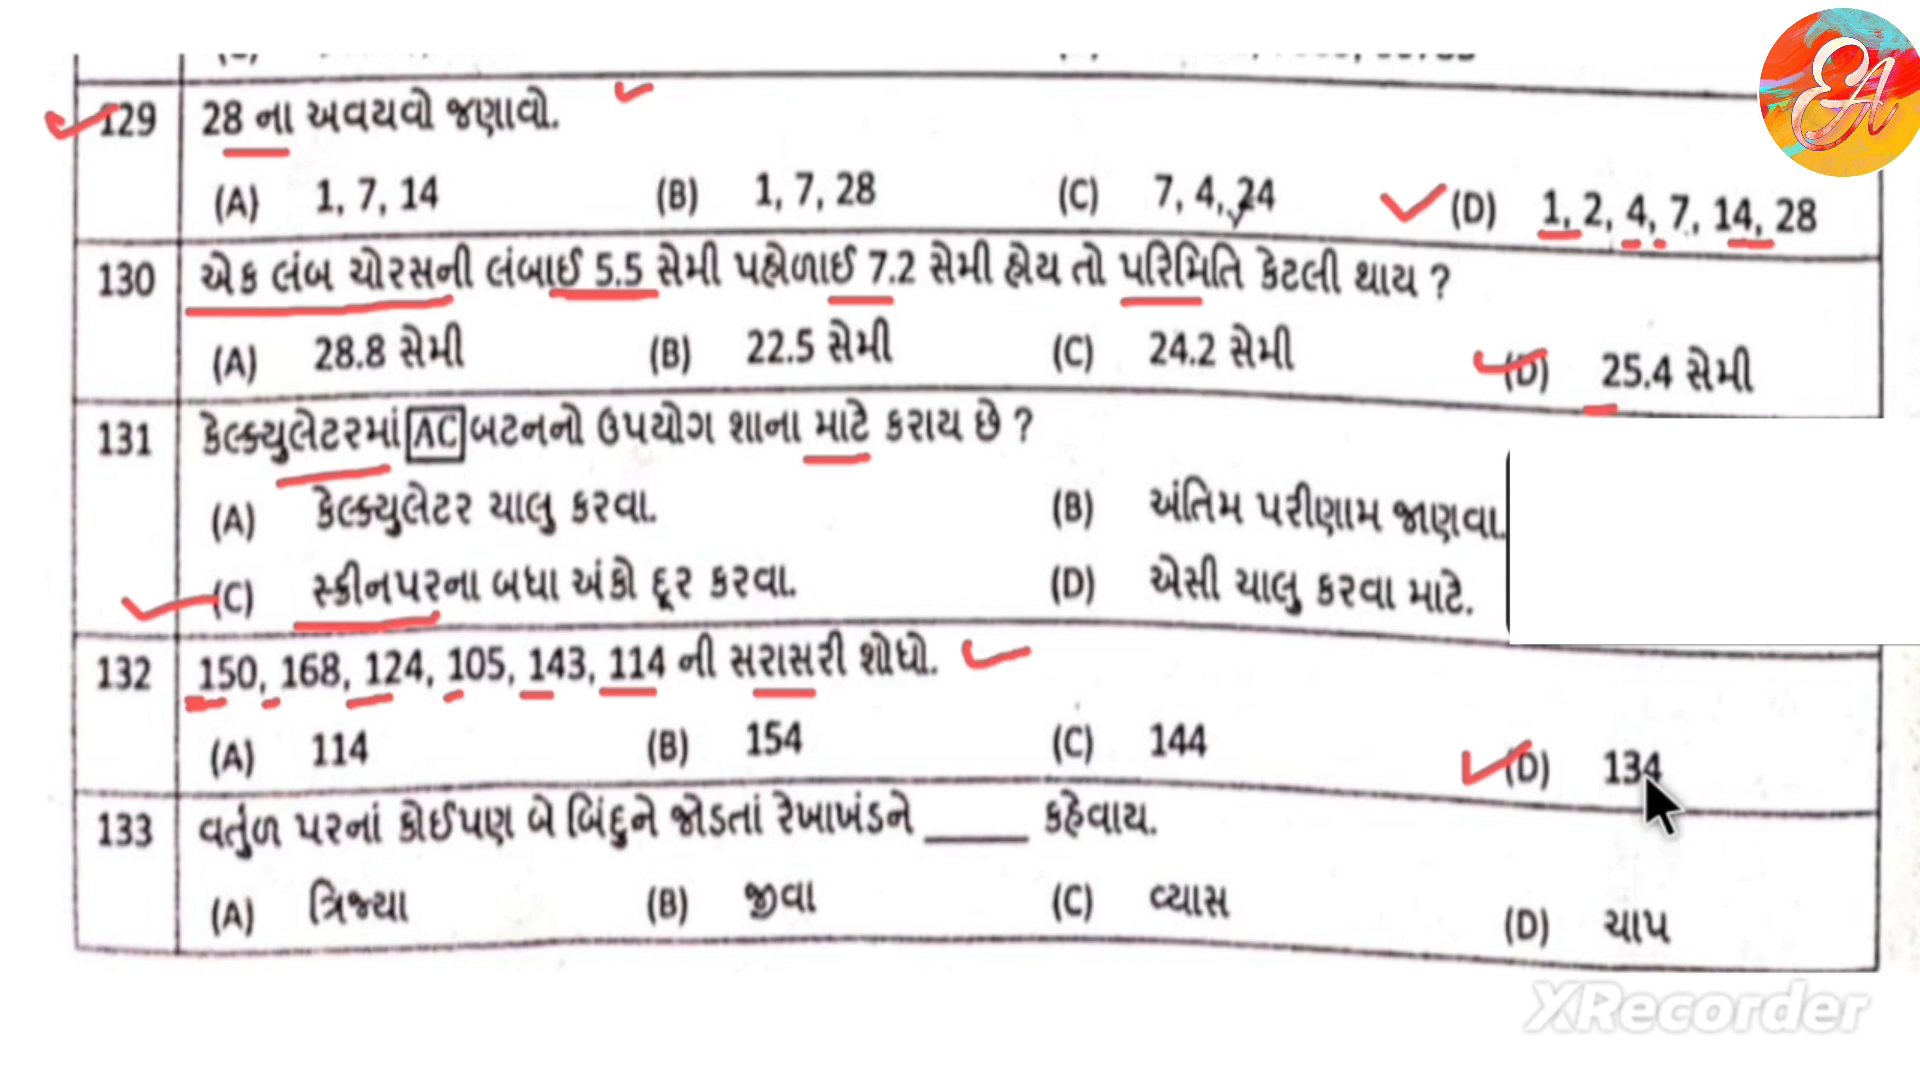 129 28 ના અવયવો જણાવો.
(A) 1, 7, 14 (B) 1, 7, 28 (C) 7, 4, 24 (D) 1, 2, 4, 7, 14, 28
130 એક લંબ ચોરસની લંબાઈ 5.5 સેમી પહોળાઈ 7.2 સેમી હોય તો પરિમિતિ કેટલી થાય ?
(A) 28.8 સેમી (B) 22.5 સેમી (C) 24.2 સેમી (D) 25.4 સેમી
131 કેલ્ક્યુલેટરમાં AC બટનનો ઉપયોગ શાના માટે કરાય છે ?
(A) કેલ્ક્યુલેટર ચાલુ કરવા. (B) અંતિમ પરીણામ જાણવા.
(C) સ્ક્રીનપરના બધા અંકો દૂર કરવા. (D) એસી ચાલુ કરવા માટે.
132 150, 168, 124, 105, 143, 114 ની સરાસરી શોધો.
(A) 114 (B) 154 (C) 144 (D) 134
133 વર્તુળ પરનાં કોઈપણ બે બિંદુને જોડતાં રેખાખંડને ______ કહેવાય.
(A) ત્રિજ્યા (B) જીવા (C) વ્યાસ (D) ચાપ
EA
XRecorder